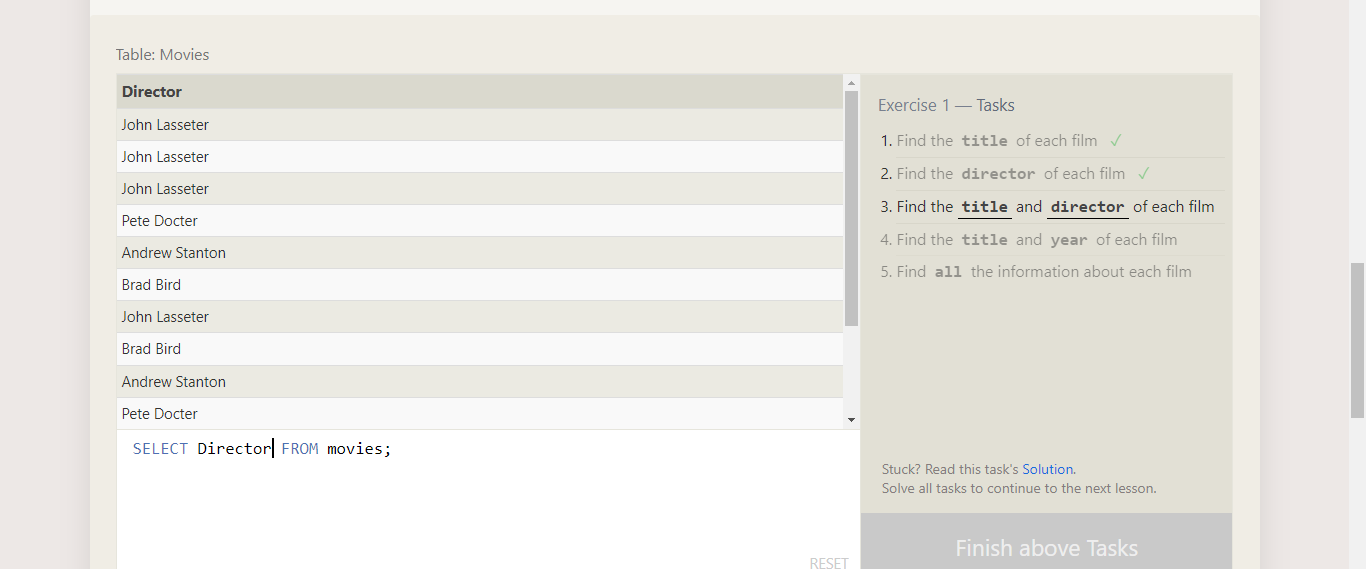 Table: Movies
Director
John Lasseter
John Lasseter
John Lasseter
Pete Docter
Andrew Stanton
Brad Bird
John Lasseter
Brad Bird
Andrew Stanton
Pete Docter
SELECT Director FROM movies;
RESET
Exercise 1 — Tasks
1. Find the title of each film ✓
2. Find the director of each film ✓
3. Find the title and director of each film
4. Find the title and year of each film
5. Find all the information about each film
Stuck? Read this task's Solution.
Solve all tasks to continue to the next lesson.
Finish above Tasks